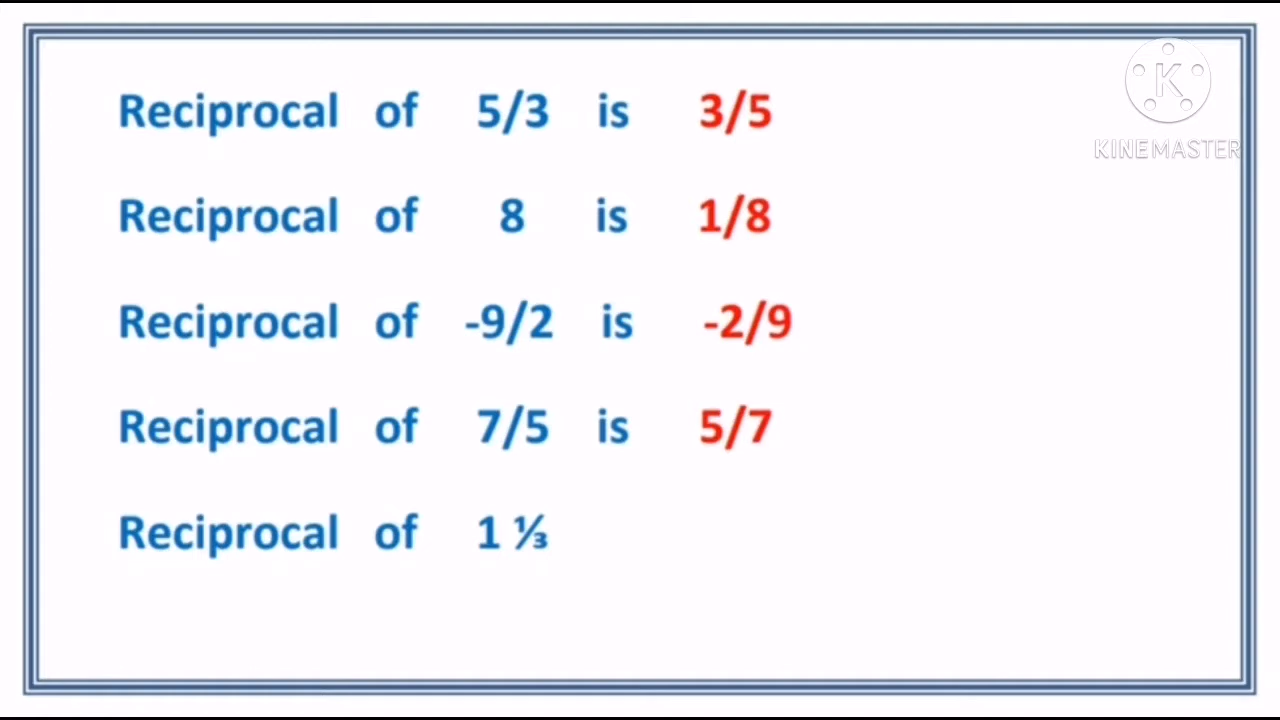 Reciprocal of 5/3 is 3/5
K
KINEMASTER
Reciprocal of 8 is 1/8
Reciprocal of -9/2 is -2/9
Reciprocal of 7/5 is 5/7
Reciprocal of 1 ⅓